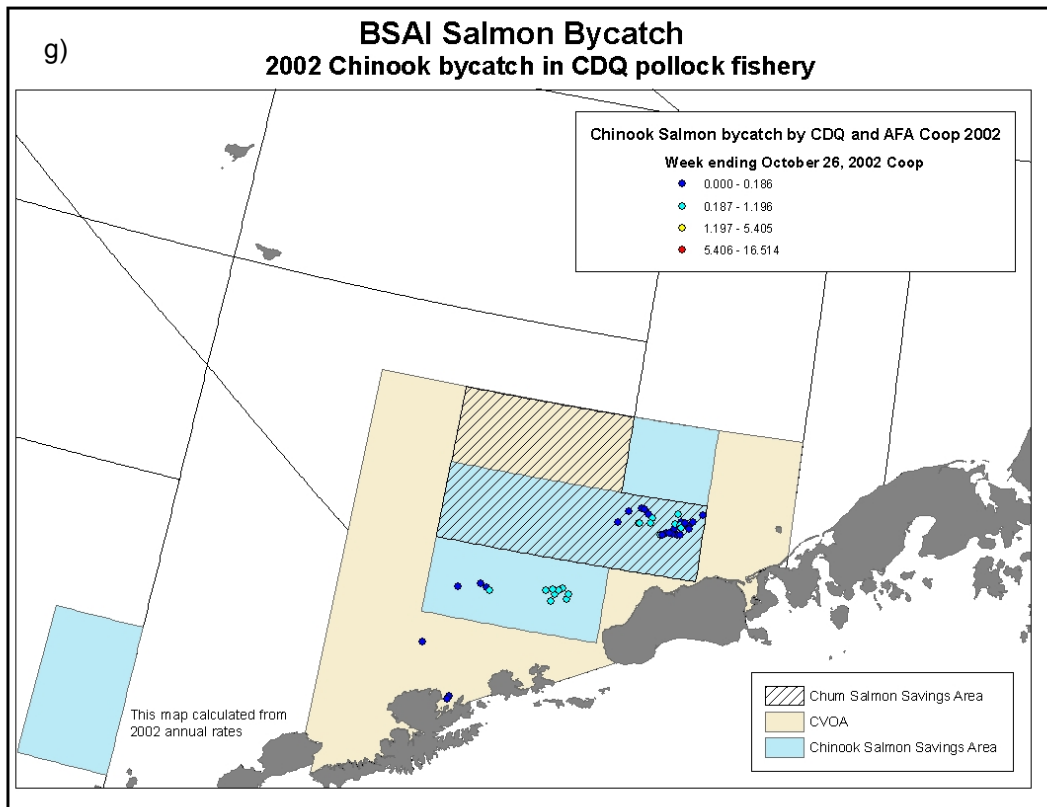 g)
BSAI Salmon Bycatch
2002 Chinook bycatch in CDQ pollock fishery
Chinook Salmon bycatch by CDQ and AFA Coop 2002
Week ending October 26, 2002 Coop
0.000 - 0.186
0.187 - 1.196
1.197 - 5.405
5.406 - 16.514
This map calculated from
2002 annual rates
Chum Salmon Savings Area
CVOA
Chinook Salmon Savings Area